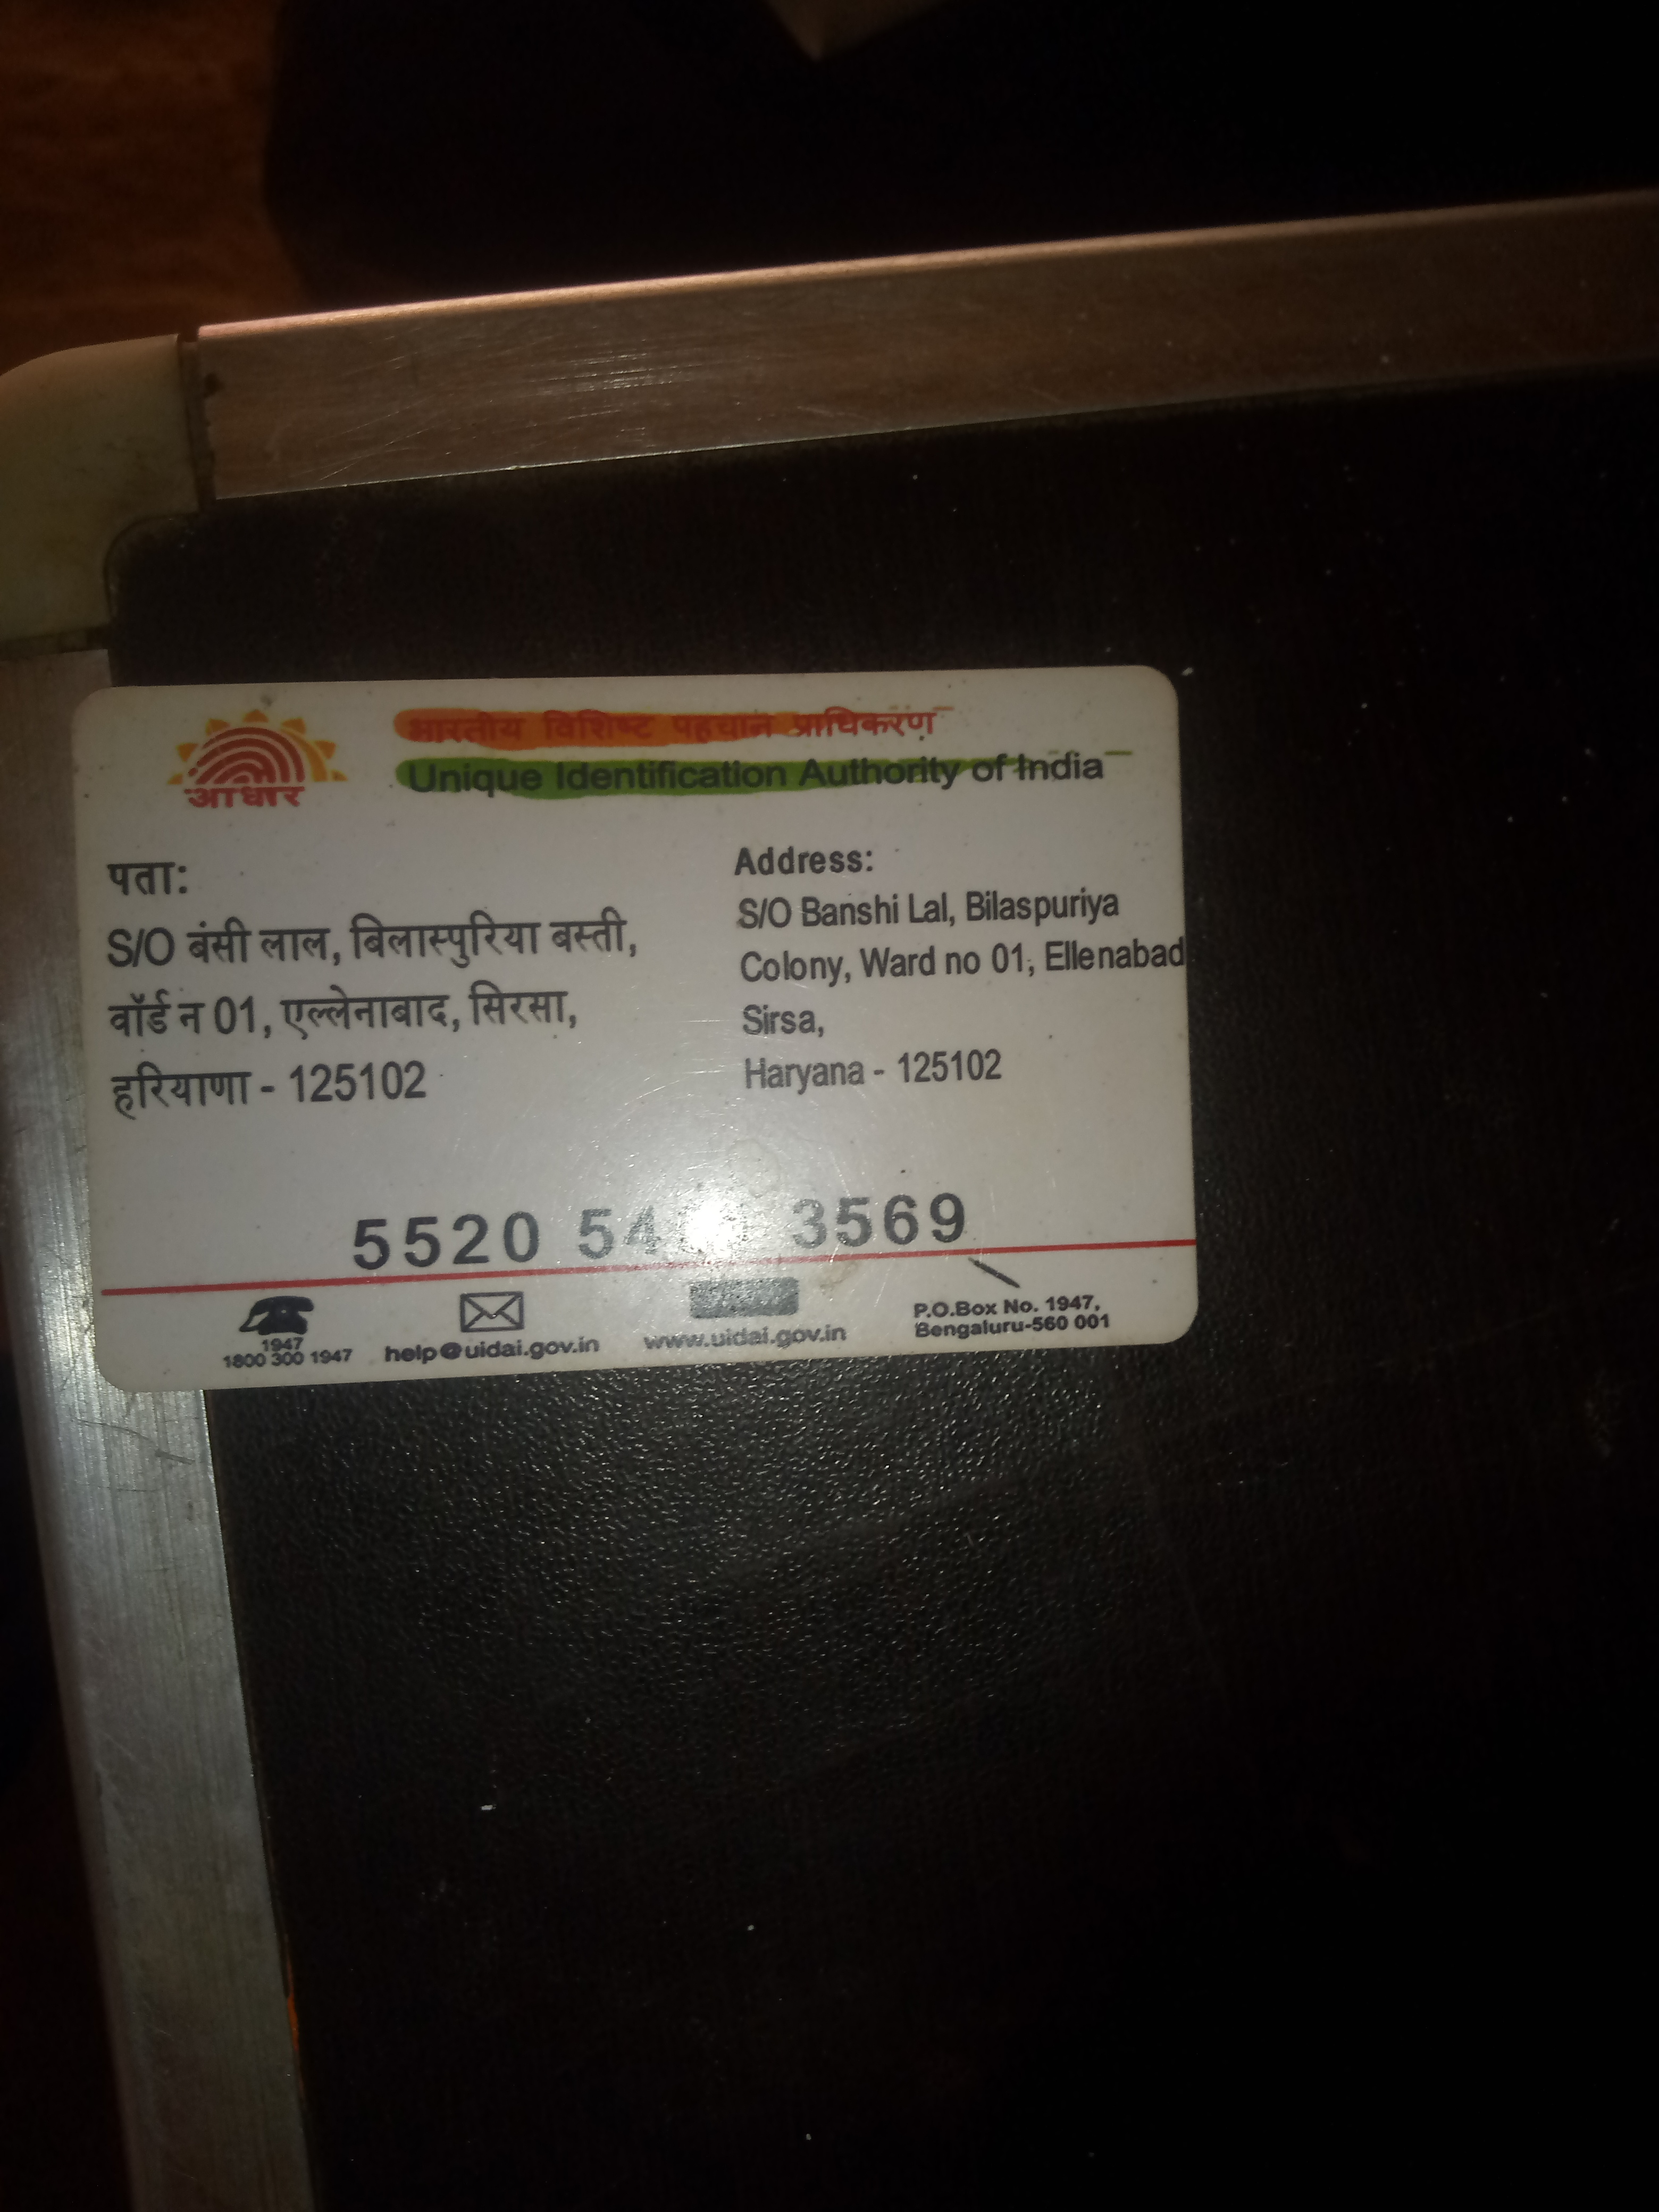 आधार
भारतीय विशिष्ट पहचान प्राधिकरण
Unique Identification Authority of India
पता:
S/O बंसी लाल, बिलास्पुरिया बस्ती,
वॉर्ड न 01, एल्लेनाबाद, सिरसा,
हरियाणा - 125102
Address:
S/O Banshi Lal, Bilaspuriya
Colony, Ward no 01, Ellenabad
Sirsa,
Haryana - 125102
5520 54 3569
1947
1800 300 1947
help@uidai.gov.in
www.uidai.gov.in
P.O.Box No. 1947,
Bengaluru-560 001